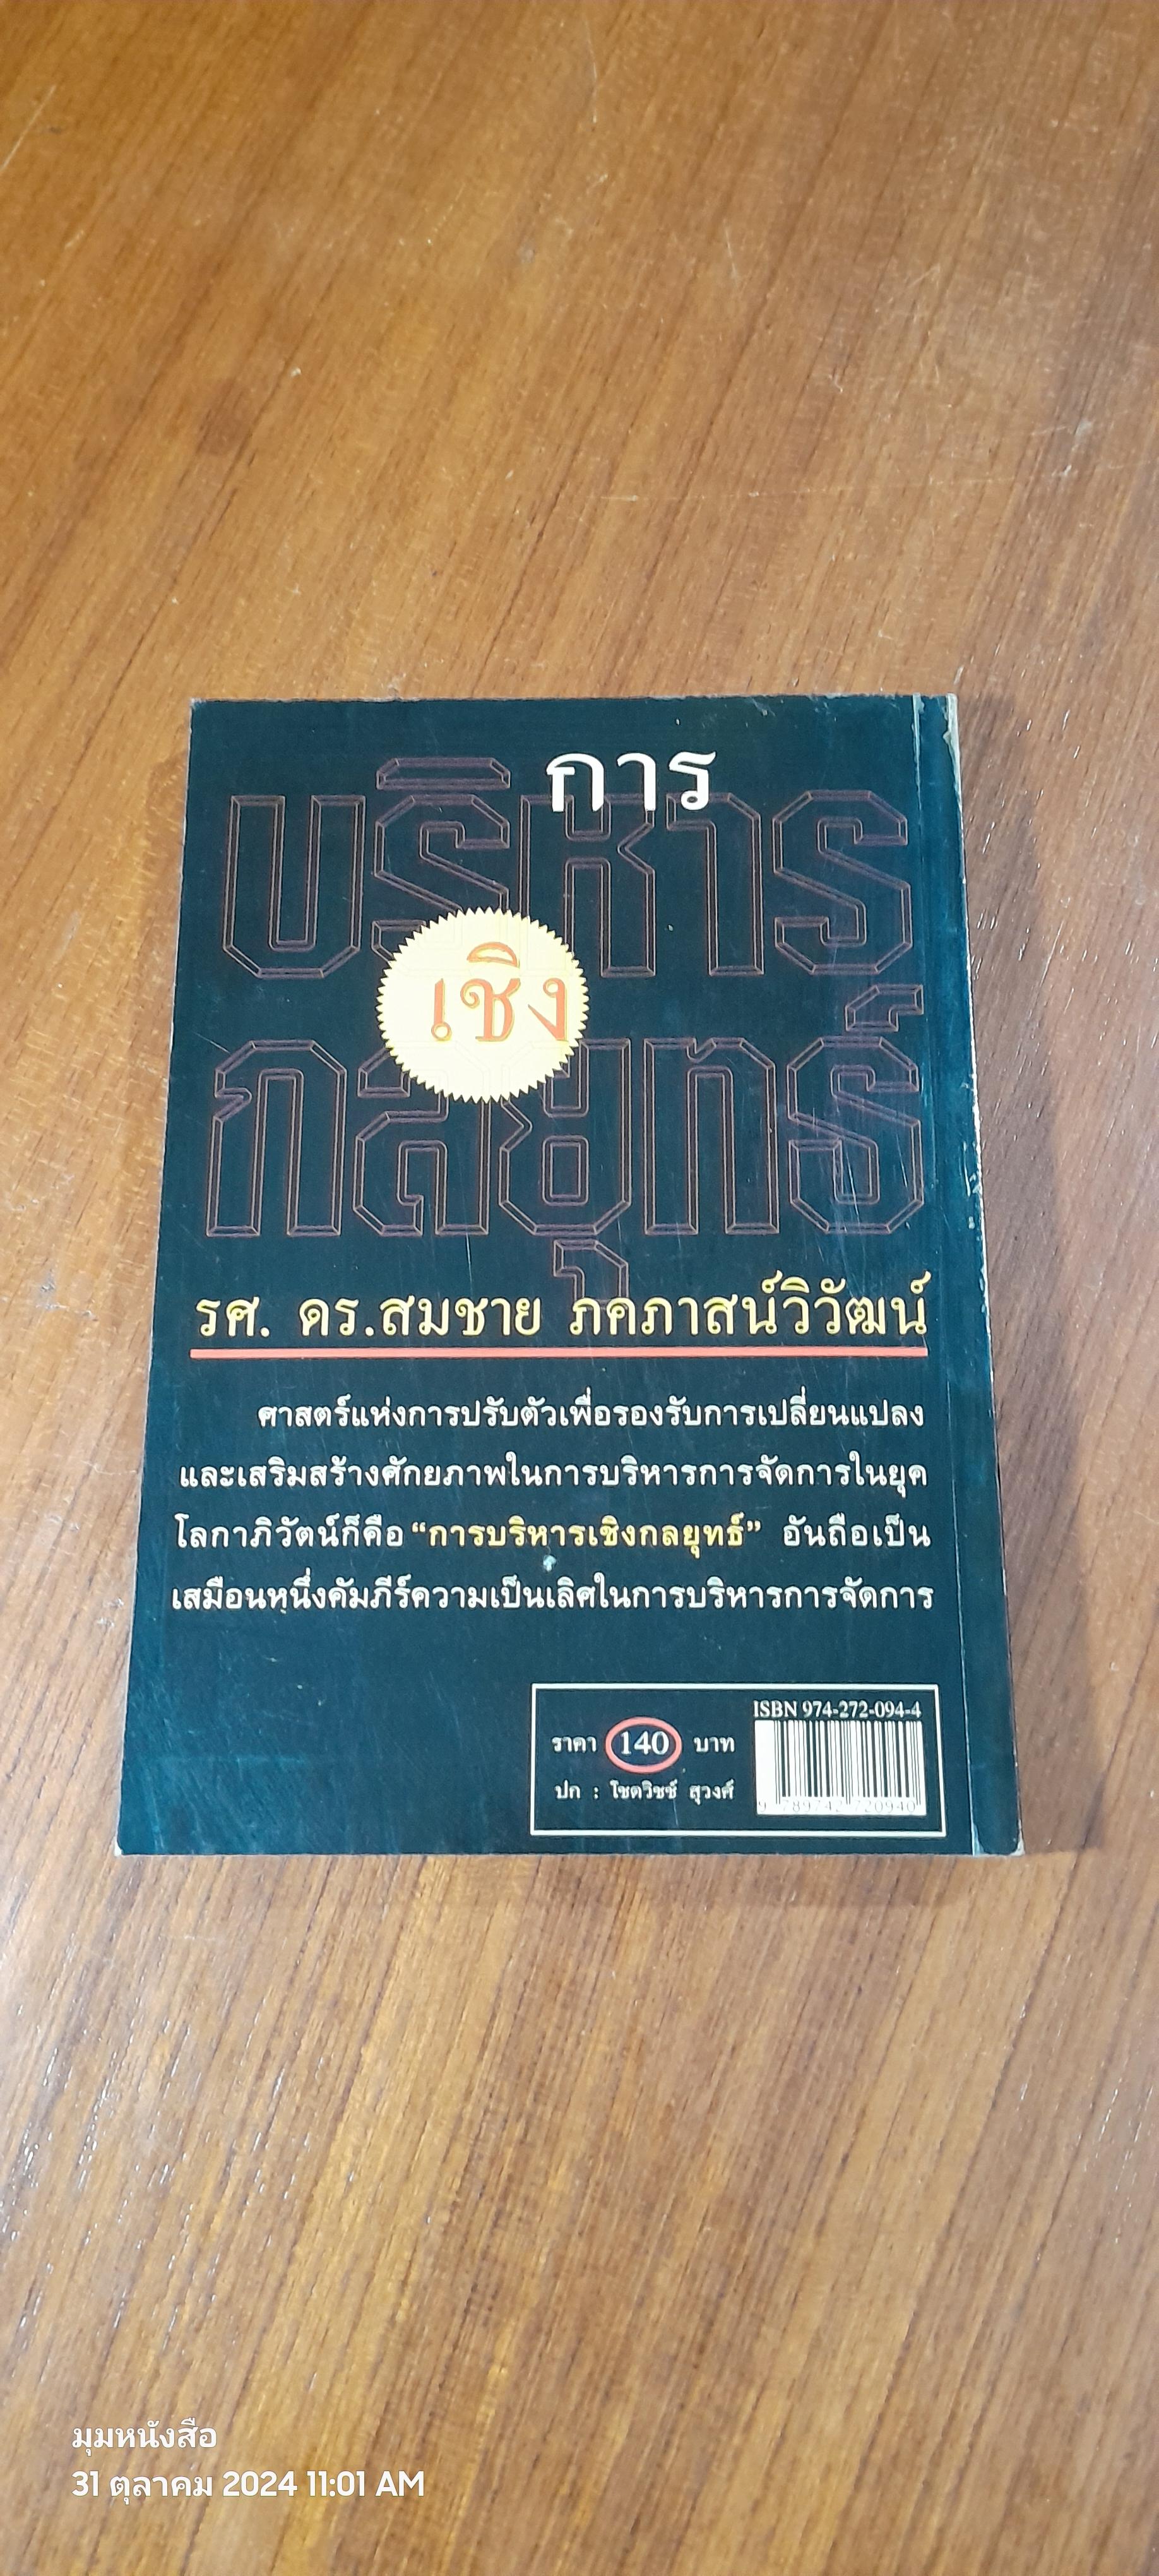 การ
บริหาร
เชิง
กลยุทธ์
รศ. ดร.สมชาย ภคภาสน์วิวัฒน์
ศาสตร์แห่งการปรับตัวเพื่อรองรับการเปลี่ยนแปลง
และเสริมสร้างศักยภาพในการบริหารการจัดการในยุค
โลกาภิวัตน์ก็คือ “การบริหารเชิงกลยุทธ์” อันถือเป็น
เสมือนหนึ่งคัมภีร์ความเป็นเลิศในการบริหารการจัดการ
ISBN 974-272-094-4
ราคา 140 บาท
ปก : โชตวิชช์ สุวงศ์
9 789742 720940
มุมหนังสือ
31 ตุลาคม 2024 11:01 AM